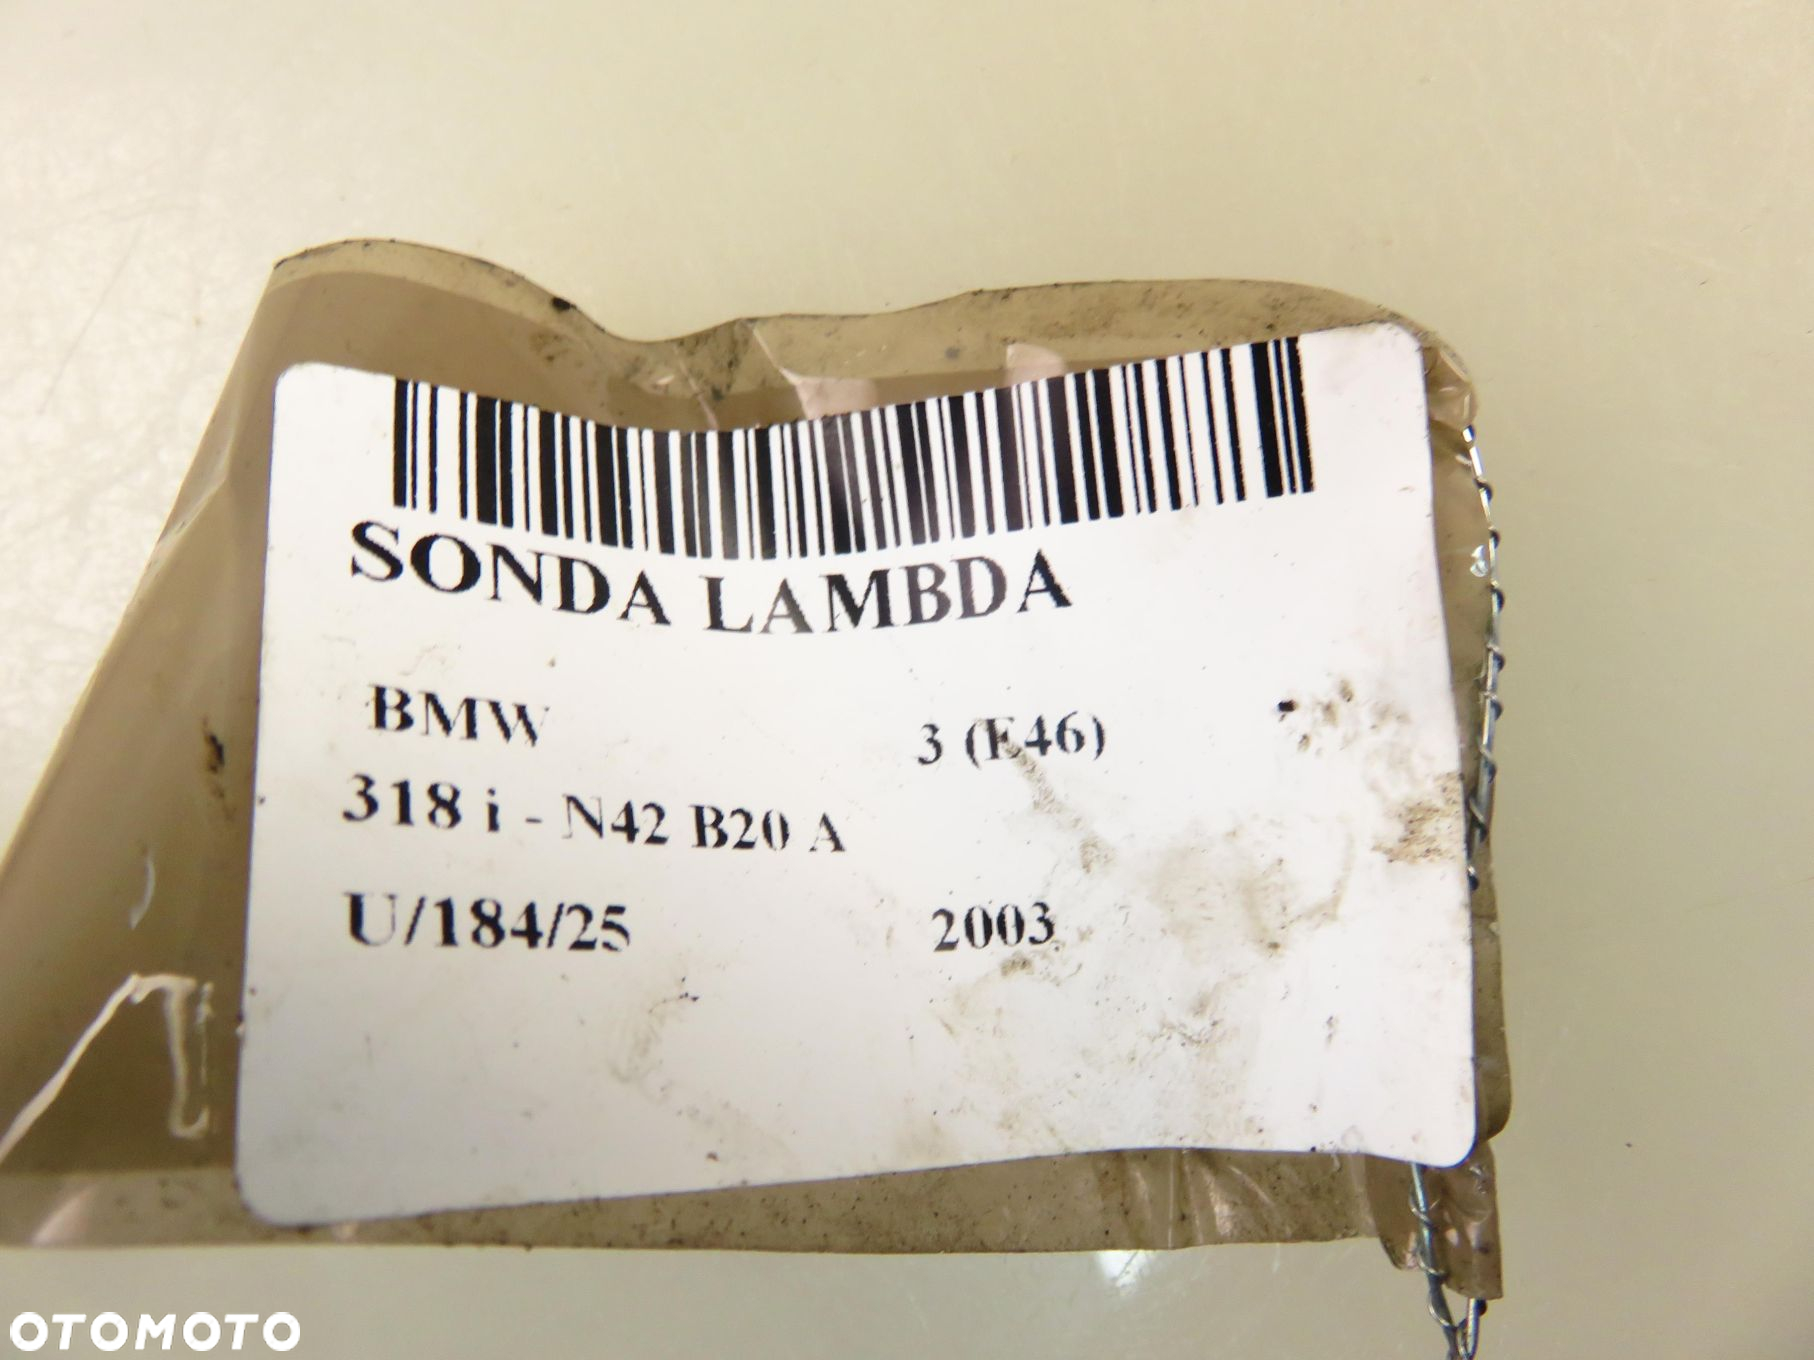 SONDA LAMBDA
BMW 3 (E46)
318 i - N42 B20 A
U/184/25 2003
OTOMOTO